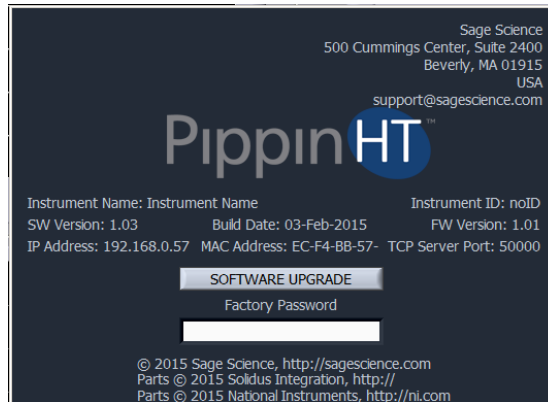 Sage Science
500 Cummings Center, Suite 2400
Beverly, MA 01915
USA
support@sagescience.com
Pippin HT™
Instrument Name: Instrument Name Instrument ID: noID
SW Version: 1.03 Build Date: 03-Feb-2015 FW Version: 1.01
IP Address: 192.168.0.57 MAC Address: EC-F4-BB-57- TCP Server Port: 50000
SOFTWARE UPGRADE
Factory Password
© 2015 Sage Science, http://sagescience.com
Parts © 2015 Solidus Integration, http://
Parts © 2015 National Instruments, http://ni.com